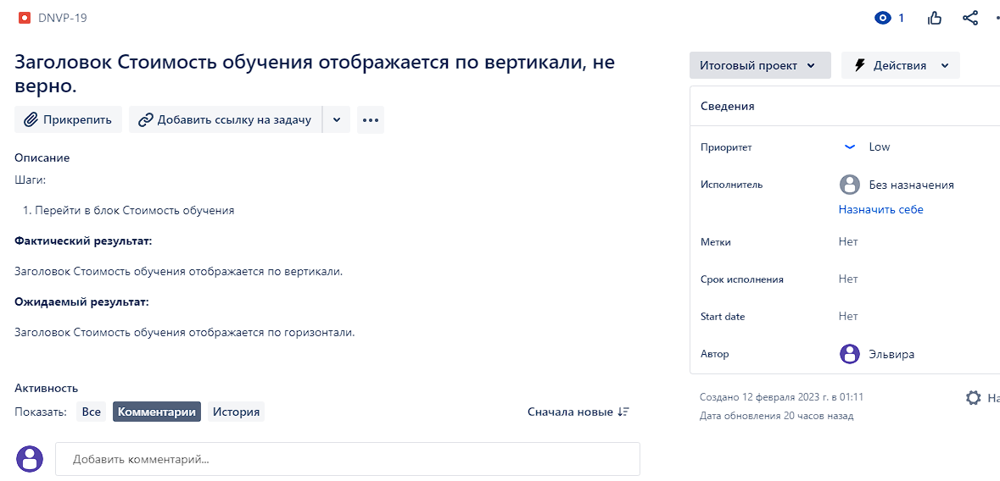 DNVP-19
1
Заголовок Стоимость обучения отображается по вертикали, не
верно.
Прикрепить
Добавить ссылку на задачу
Описание
Шаги:
1. Перейти в блок Стоимость обучения
Фактический результат:
Заголовок Стоимость обучения отображается по вертикали.
Ожидаемый результат:
Заголовок Стоимость обучения отображается по горизонтали.
Активность
Показать: Все Комментарии История
Сначала новые
Добавить комментарий...
Итоговый проект
Действия
Сведения
Приоритет Low
Исполнитель Без назначения
Назначить себе
Метки Нет
Срок исполнения Нет
Start date Нет
Автор Эльвира
Создано 12 февраля 2023 г. в 01:11
На
Дата обновления 20 часов назад